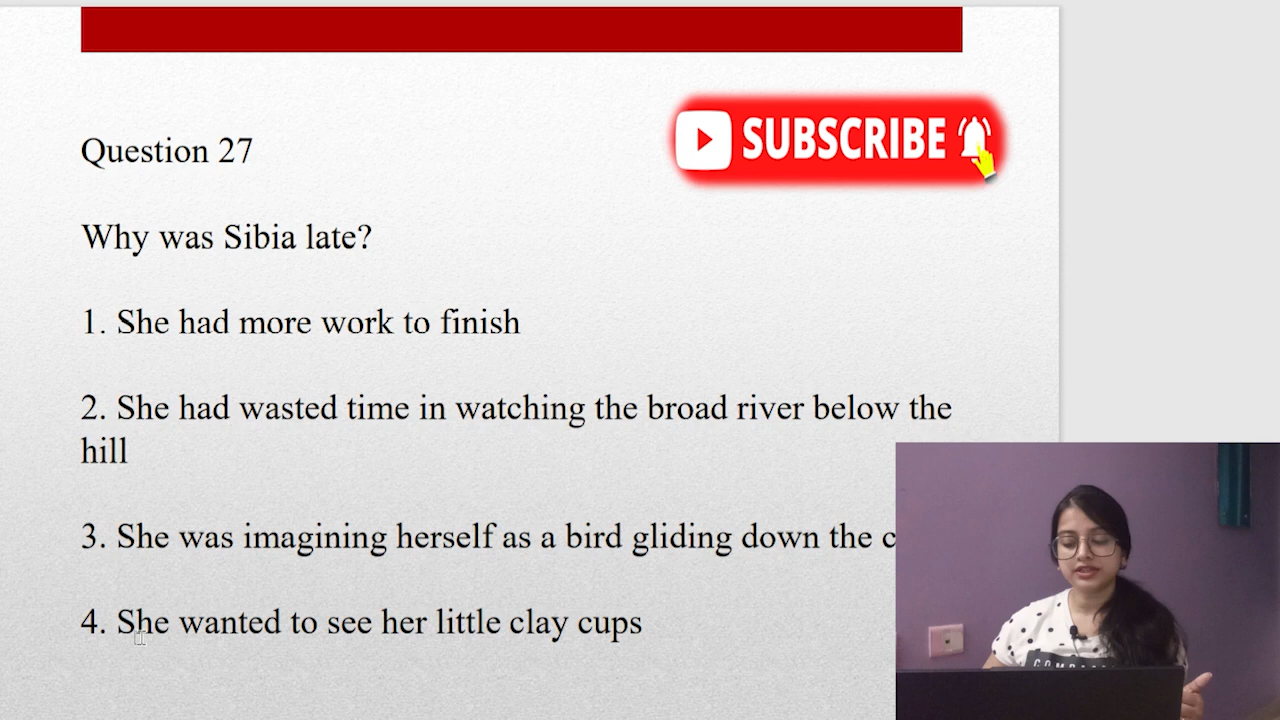 SUBSCRIBE
Question 27
Why was Sibia late?
1. She had more work to finish
2. She had wasted time in watching the broad river below the
hill
3. She was imagining herself as a bird gliding down the
4. She wanted to see her little clay cups